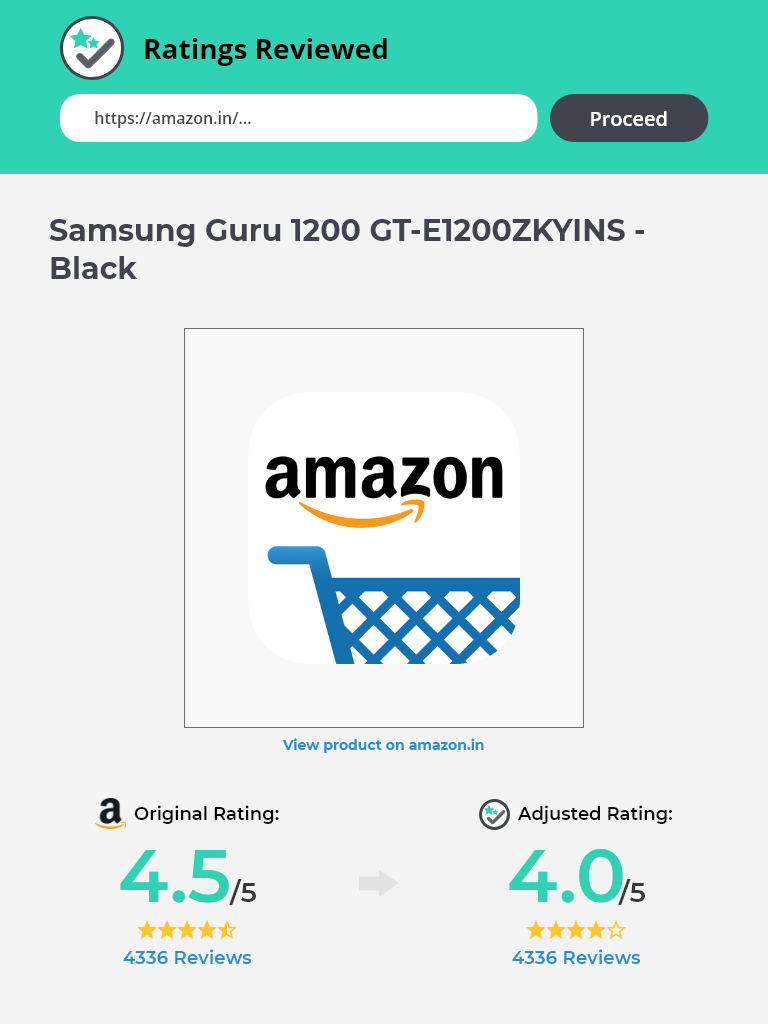 Ratings Reviewed
https://amazon.in/...
Proceed
Samsung Guru 1200 GT-E1200ZKYINS -
Black
amazon
View product on amazon.in
a Original Rating:
Adjusted Rating:
4.5/5
4.0/5
4336 Reviews
4336 Reviews